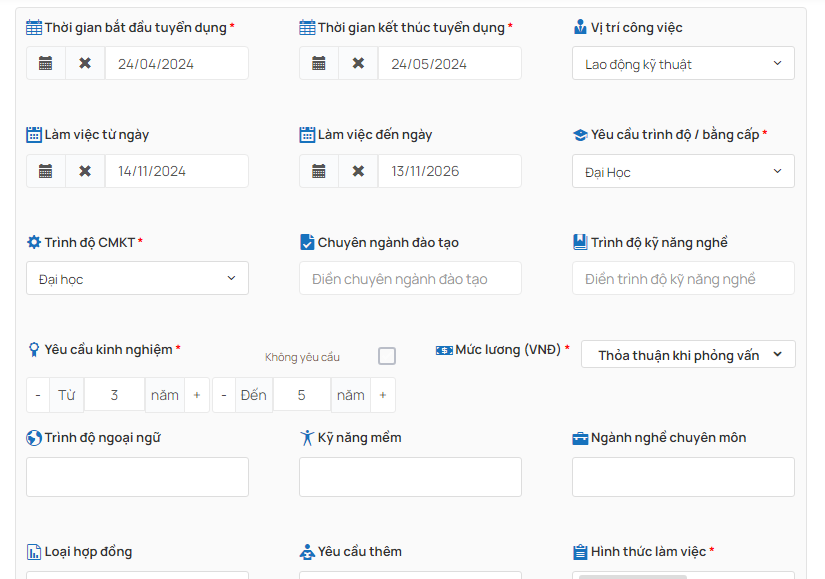 Thời gian bắt đầu tuyển dụng * Thời gian kết thúc tuyển dụng * Vị trí công việc
24/04/2024 24/05/2024 Lao động kỹ thuật
Làm việc từ ngày Làm việc đến ngày Yêu cầu trình độ / bằng cấp *
14/11/2024 13/11/2026 Đại Học
Trình độ CMKT * Chuyên ngành đào tạo Trình độ kỹ năng nghề
Đại học Điền chuyên ngành đào tạo Điền trình độ kỹ năng nghề
Yêu cầu kinh nghiệm * Không yêu cầu Mức lương (VNĐ) * Thỏa thuận khi phỏng vấn
- Từ 3 năm + - Đến 5 năm +
Trình độ ngoại ngữ Kỹ năng mềm Ngành nghề chuyên môn
Loại hợp đồng Yêu cầu thêm Hình thức làm việc *